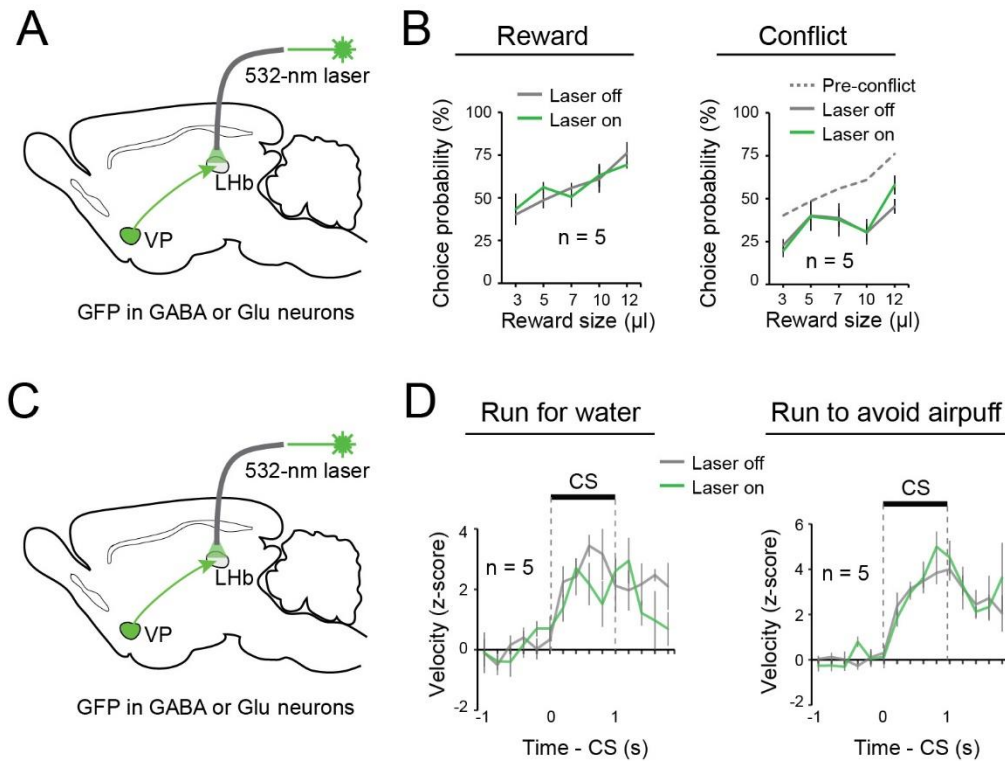 A
532-nm laser
LHb
VP
GFP in GABA or Glu neurons
B
Reward
Laser off
Laser on
Choice probability (%)
100
75
50
25
0
n = 5
3 5 7 10 12
Reward size (µl)
Conflict
Pre-conflict
Laser off
Laser on
Choice probability (%)
100
75
50
25
0
n = 5
3 5 7 10 12
Reward size (µl)
C
532-nm laser
LHb
VP
GFP in GABA or Glu neurons
D
Run for water
Laser off
Laser on
CS
Velocity (z-score)
4
2
0
-2
n = 5
-1 0 1
Time - CS (s)
Run to avoid airpuff
CS
Velocity (z-score)
6
4
2
0
-2
n = 5
-1 0 1
Time - CS (s)